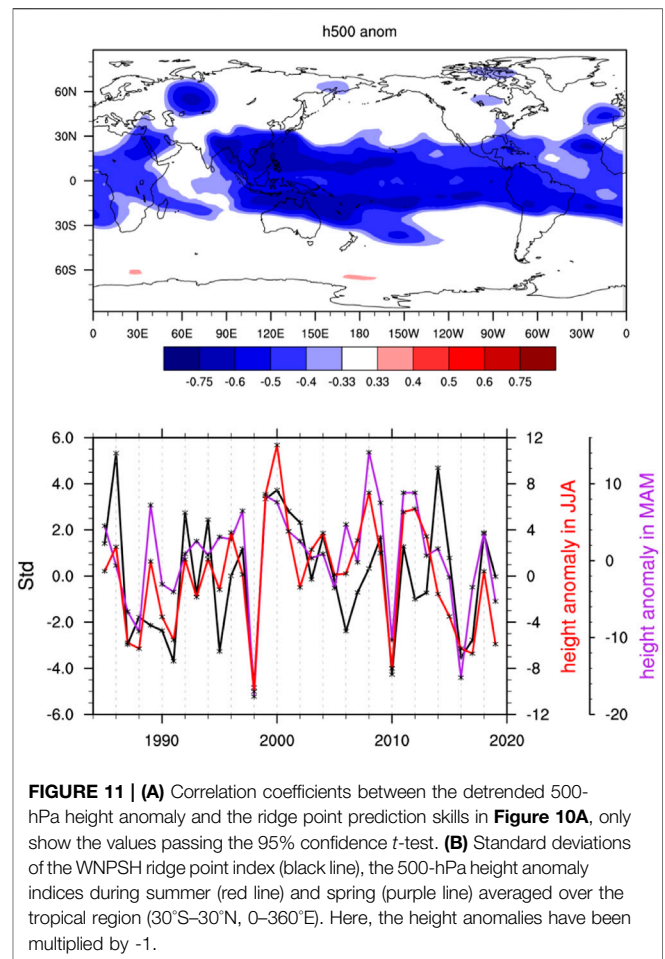 h500 anom
60N
30N
0
30S
60S
0 30E 60E 90E 120E 150E 180 150W 120W 90W 60W 30W 0
-0.75 -0.6 -0.5 -0.4 -0.33 0.33 0.4 0.5 0.6 0.75
6.0 12
4.0 8 10
2.0 4
0.0 0 0
-2.0 -4
-4.0 -8 -10
-6.0 -12 -20
Std
height anomaly in JJA
height anomaly in MAM
1990 2000 2010 2020
FIGURE 11 | (A) Correlation coefficients between the detrended 500-
hPa height anomaly and the ridge point prediction skills in Figure 10A, only
show the values passing the 95% confidence t-test. (B) Standard deviations
of the WNPSH ridge point index (black line), the 500-hPa height anomaly
indices during summer (red line) and spring (purple line) averaged over the
tropical region (30°S–30°N, 0–360°E). Here, the height anomalies have been
multiplied by -1.